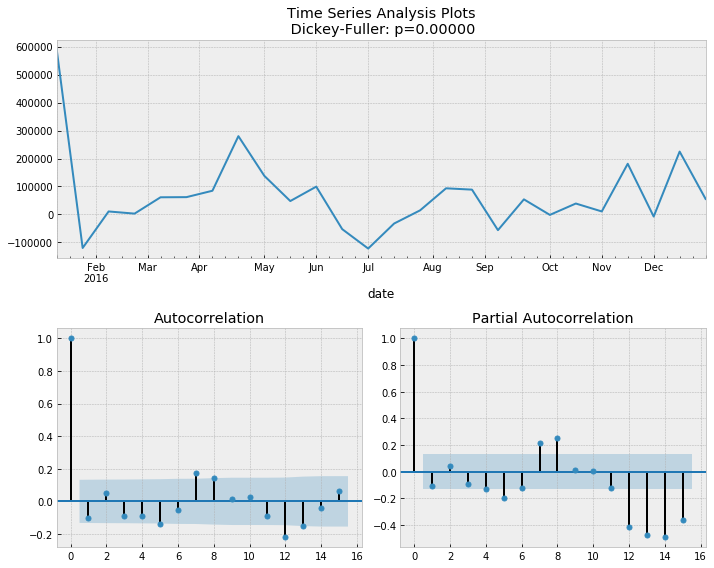 Time Series Analysis Plots
Dickey-Fuller: p=0.00000
600000
500000
400000
300000
200000
100000
0
−100000
Feb
2016
Mar
Apr
May
Jun
Jul
Aug
Sep
Oct
Nov
Dec
date
Autocorrelation
1.0
0.8
0.6
0.4
0.2
0.0
−0.2
0 2 4 6 8 10 12 14 16
Partial Autocorrelation
1.0
0.8
0.6
0.4
0.2
0.0
−0.2
−0.4
0 2 4 6 8 10 12 14 16